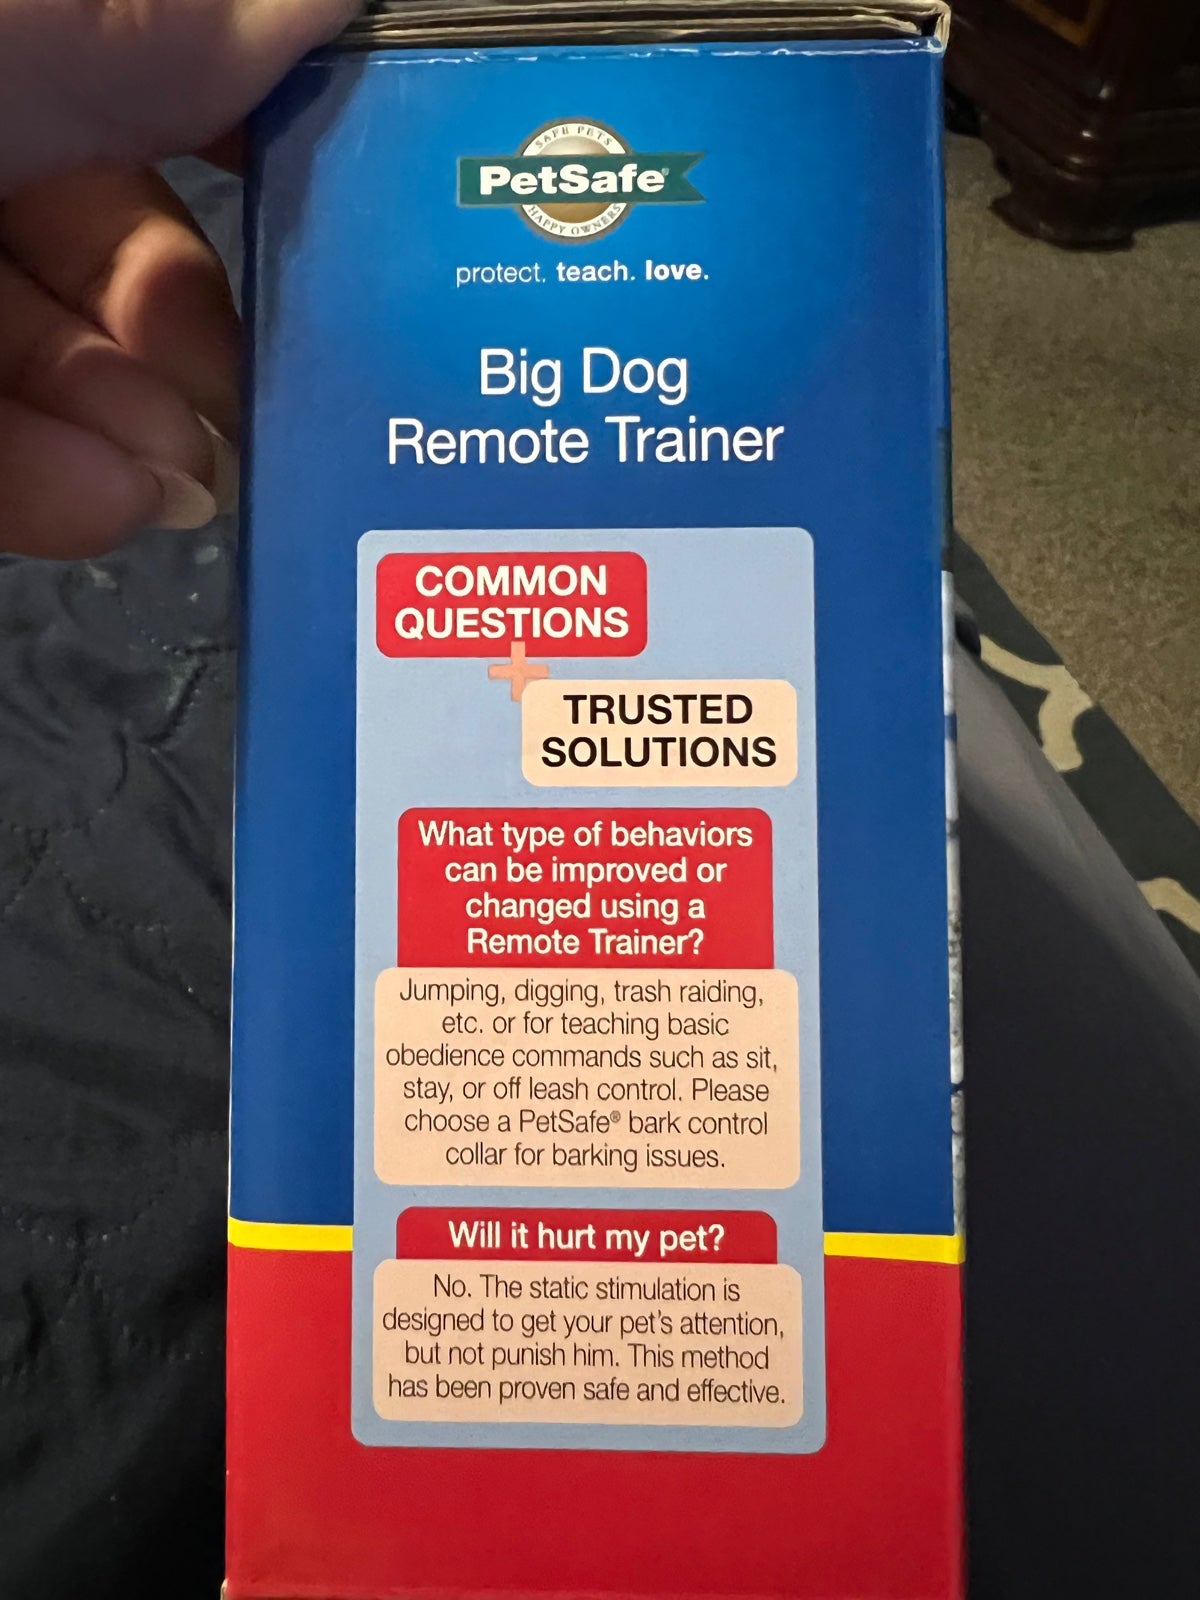 SAFE PETS
PetSafe®
HAPPY OWNERS
protect. teach. love.
Big Dog
Remote Trainer
COMMON
QUESTIONS
+
TRUSTED
SOLUTIONS
What type of behaviors
can be improved or
changed using a
Remote Trainer?
Jumping, digging, trash raiding,
etc. or for teaching basic
obedience commands such as sit,
stay, or off leash control. Please
choose a PetSafe® bark control
collar for barking issues.
Will it hurt my pet?
No. The static stimulation is
designed to get your pet's attention,
but not punish him. This method
has been proven safe and effective.